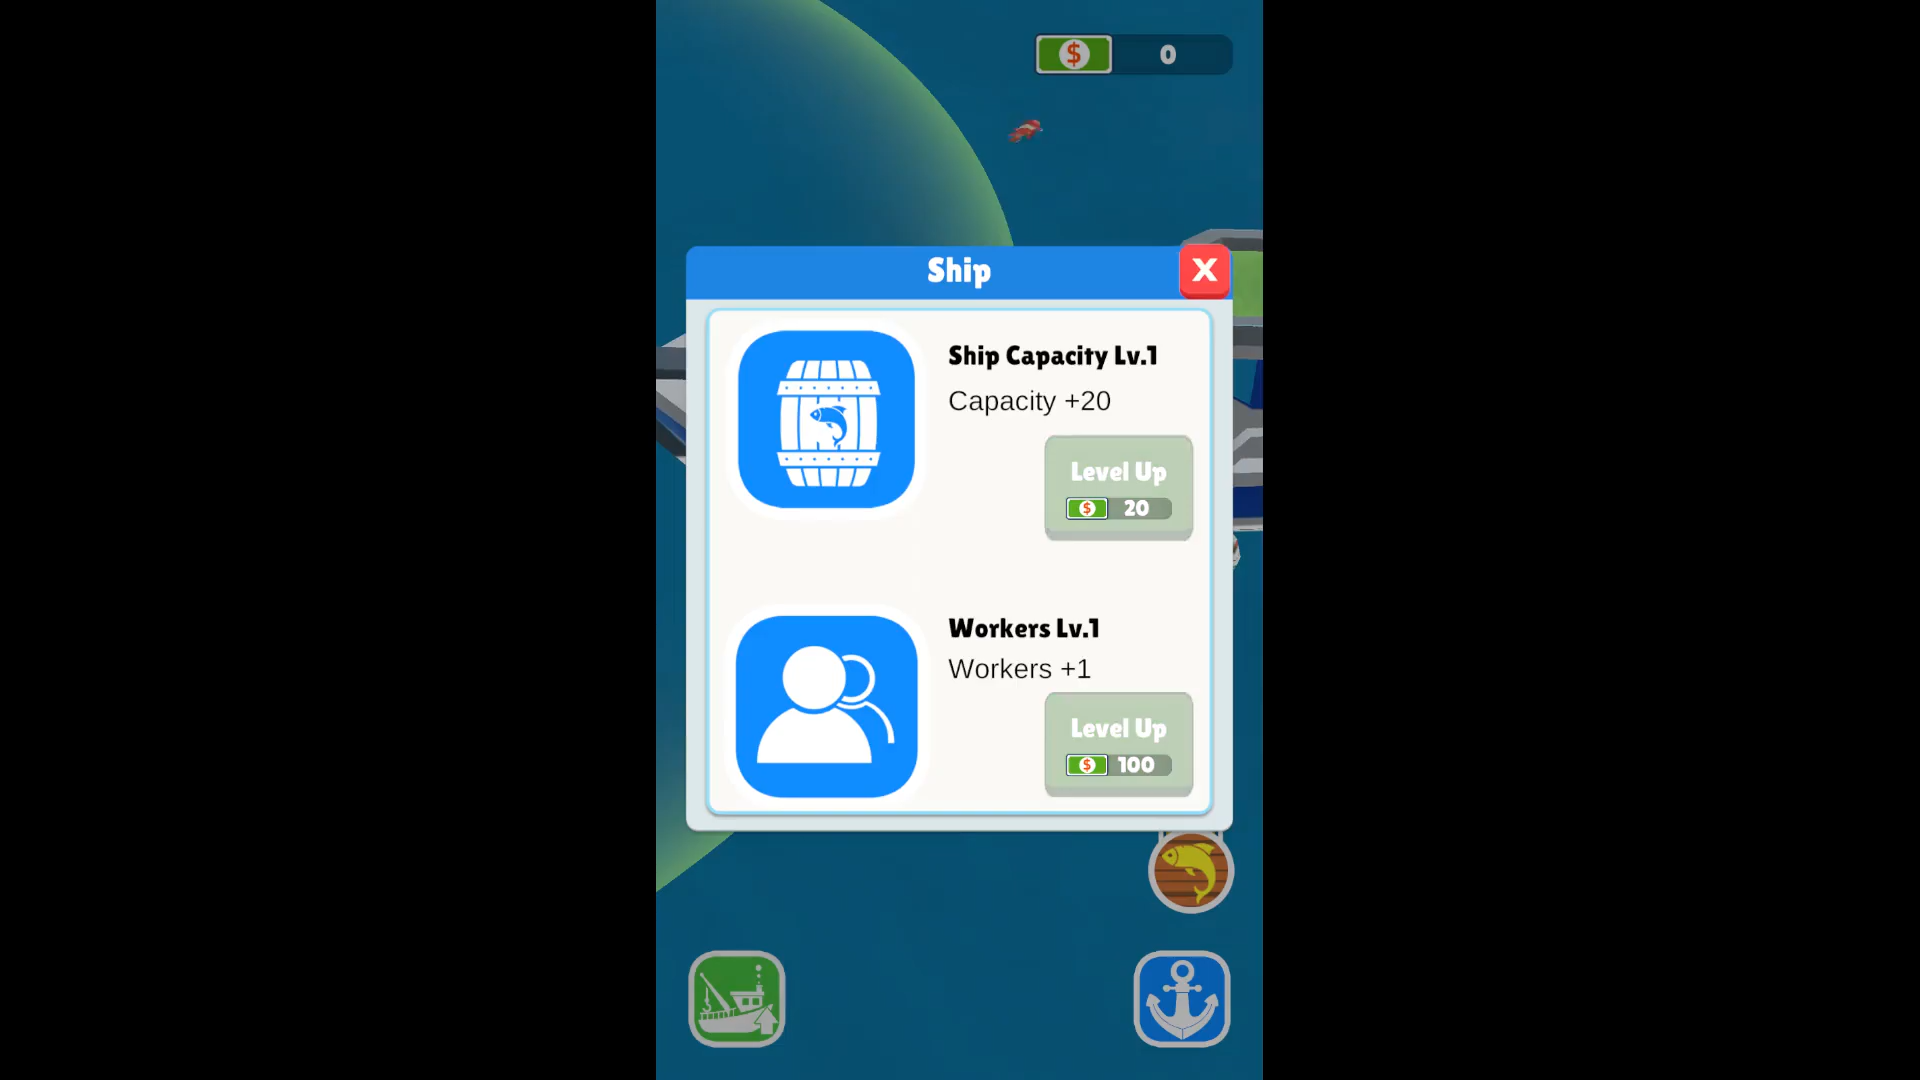 $ 0
Ship
X
Ship Capacity Lv.1
Capacity +20
Level Up
$ 20
Workers Lv.1
Workers +1
Level Up
$ 100